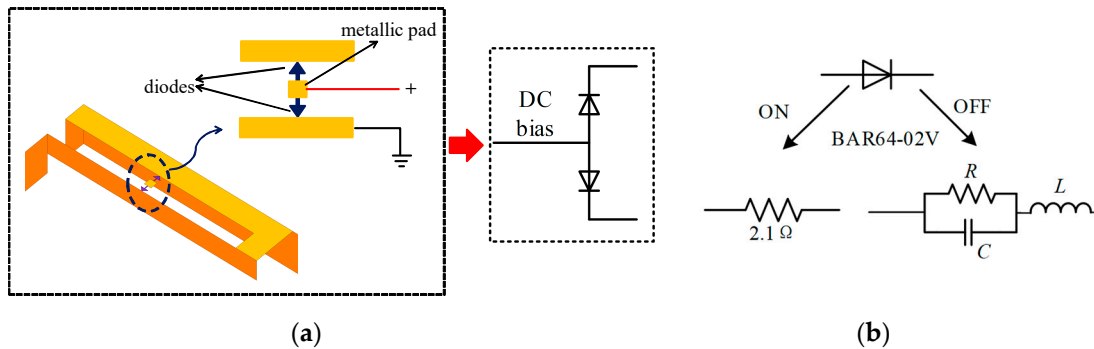 metallic pad
diodes
+
DC
bias
ON
OFF
BAR64-02V
2.1 Ω
R
C
L
(a)
(b)